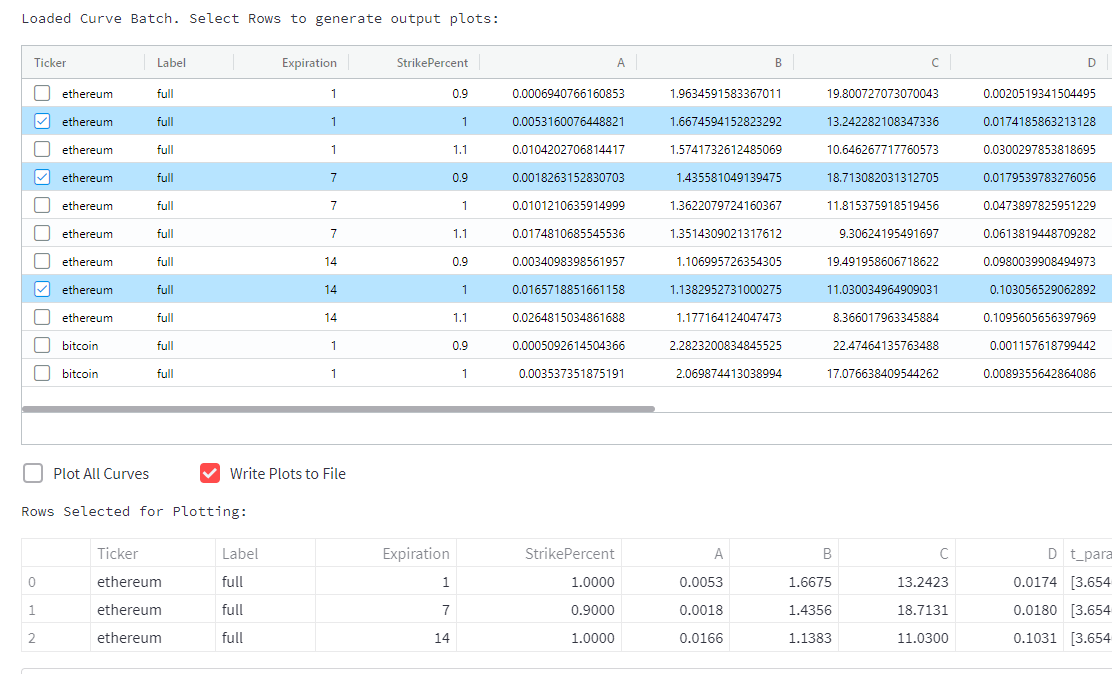 Loaded Curve Batch. Select Rows to generate output plots:
Ticker Label Expiration StrikePercent A B C D
ethereum full 1 0.9 0.0006940766160853 1.9634591583367011 19.800727073070043 0.0020519341504495
ethereum full 1 1 0.0053160076448821 1.6674594152823292 13.242282108347336 0.0174185863213128
ethereum full 1 1.1 0.0104202706814417 1.5741732612485069 10.646267717760573 0.0300297853818695
ethereum full 7 0.9 0.0018263152830703 1.435581049139475 18.713082031312705 0.0179539783276056
ethereum full 7 1 0.0101210635914999 1.3622079724160367 11.815375918519456 0.0473897825951229
ethereum full 7 1.1 0.0174810685545536 1.3514309021317612 9.30624195491697 0.0613819448709282
ethereum full 14 0.9 0.0034098398561957 1.106995726354305 19.491958606718622 0.0980039908494973
ethereum full 14 1 0.0165718851661158 1.1382952731000275 11.030034964909031 0.103056529062892
ethereum full 14 1.1 0.0264815034861688 1.177164124047473 8.366017963345884 0.1095605656397969
bitcoin full 1 0.9 0.0005092614504366 2.2823200834845525 22.47464135763488 0.001157618799442
bitcoin full 1 1 0.003537351875191 2.069874413038994 17.076638409544262 0.0089355642864086
Plot All Curves Write Plots to File
Rows Selected for Plotting:
Ticker Label Expiration StrikePercent A B C D t_para
0 ethereum full 1 1.0000 0.0053 1.6675 13.2423 0.0174 [3.654
1 ethereum full 7 0.9000 0.0018 1.4356 18.7131 0.0180 [3.654
2 ethereum full 14 1.0000 0.0166 1.1383 11.0300 0.1031 [3.654